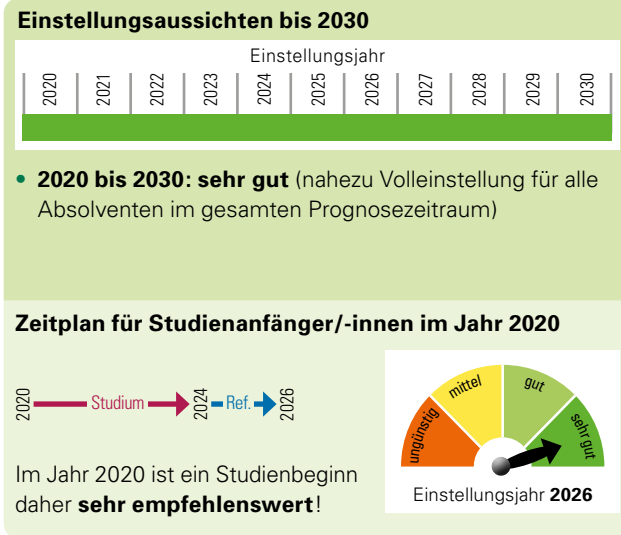 Einstellungsaussichten bis 2030
Einstellungsjahr
2020 2021 2022 2023 2024 2025 2026 2027 2028 2029 2030
• 2020 bis 2030: sehr gut (nahezu Volleinstellung für alle
Absolventen im gesamten Prognosezeitraum)
Zeitplan für Studienanfänger/-innen im Jahr 2020
2020 Studium 2024 Ref. 2026
Im Jahr 2020 ist ein Studienbeginn
daher sehr empfehlenswert!
ungünstig
mittel
gut
sehr gut
Einstellungsjahr 2026